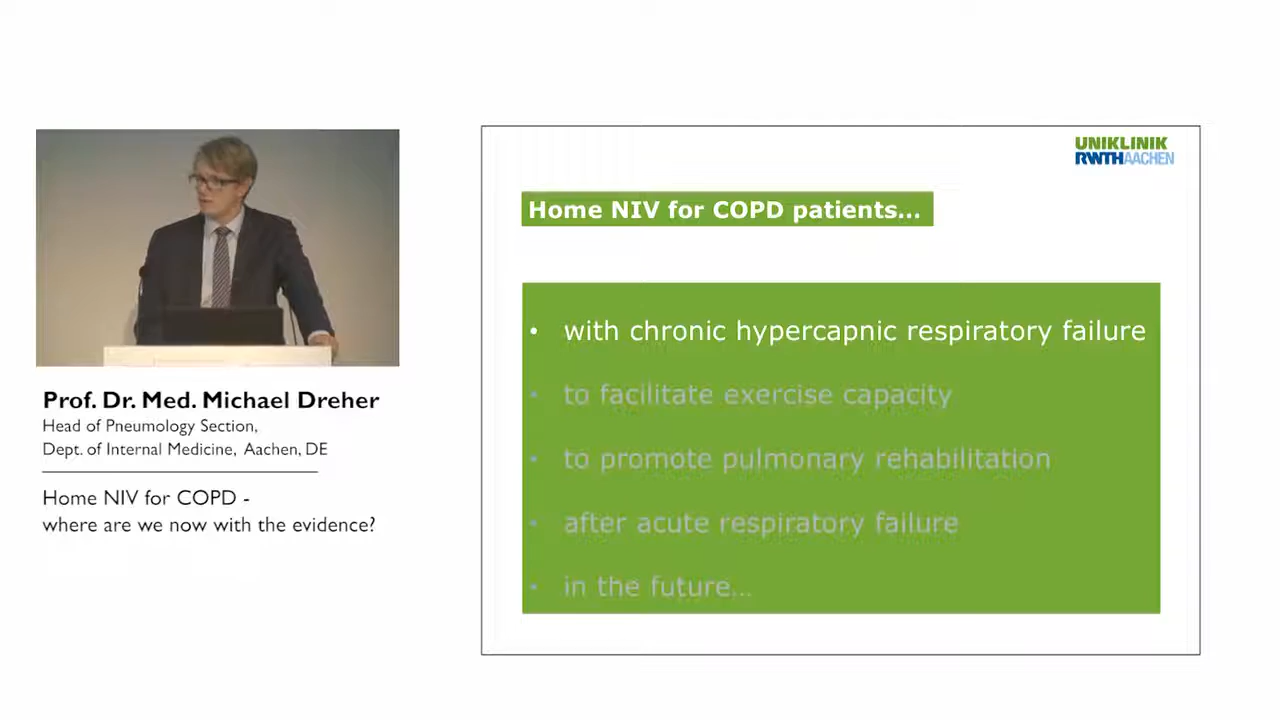 Prof. Dr. Med. Michael Dreher
Head of Pneumology Section,
Dept. of Internal Medicine, Aachen, DE
Home NIV for COPD -
where are we now with the evidence?
UNIKLINIK
RWTHAACHEN
Home NIV for COPD patients...
• with chronic hypercapnic respiratory failure
• to facilitate exercise capacity
• to promote pulmonary rehabilitation
• after acute respiratory failure
• in the future...